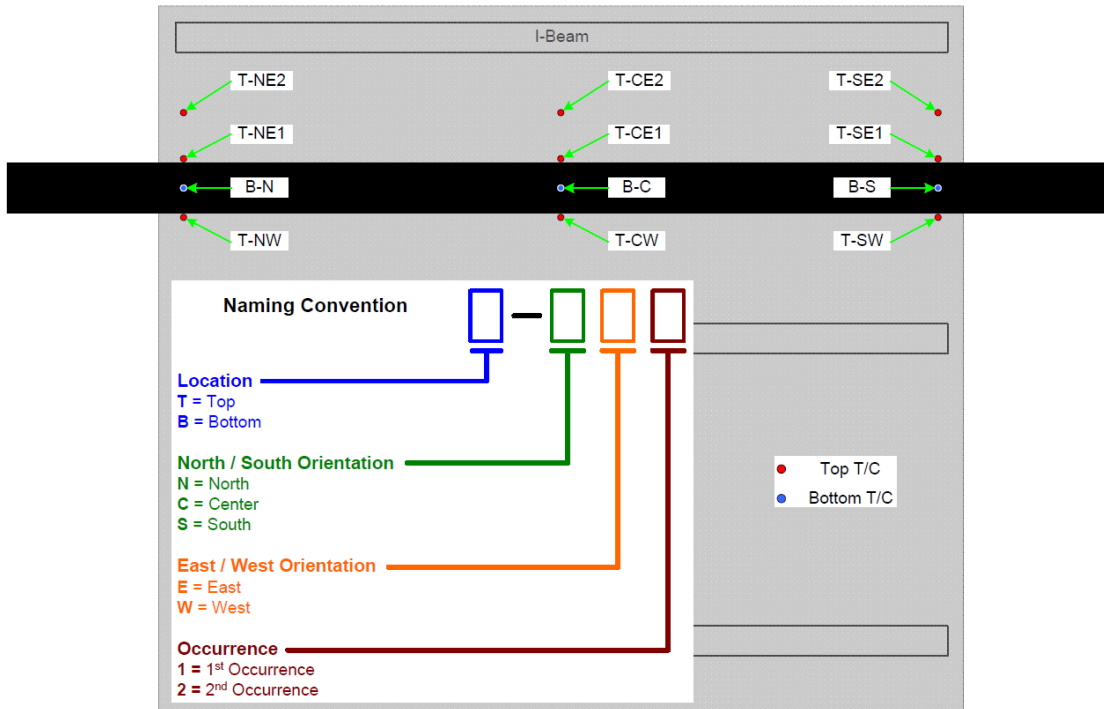 I-Beam
T-NE2 T-CE2 T-SE2
T-NE1 T-CE1 T-SE1
B-N B-C B-S
T-NW T-CW T-SW
Naming Convention
Location
T = Top
B = Bottom
North / South Orientation
N = North
C = Center
S = South
East / West Orientation
E = East
W = West
Occurrence
1 = 1st Occurrence
2 = 2nd Occurrence
Top T/C
Bottom T/C